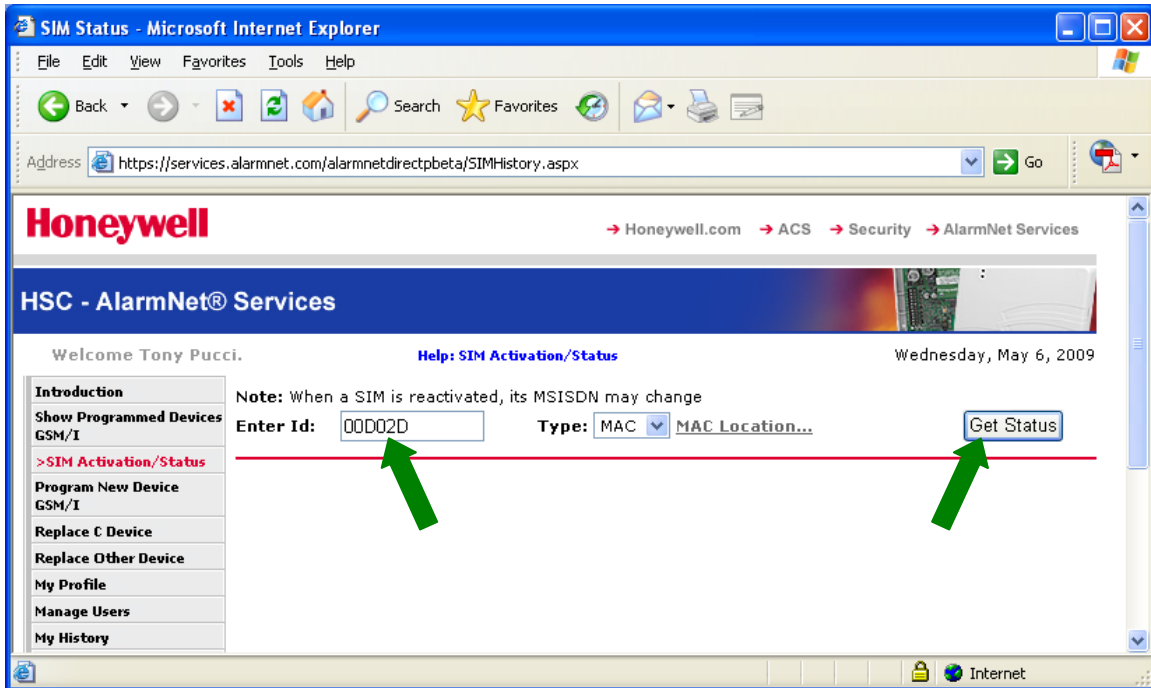 SIM Status - Microsoft Internet Explorer
File Edit View Favorites Tools Help
Back Search Favorites
Address https://services.alarmnet.com/alarmnetdirectpbeta/SIMHistory.aspx Go
Honeywell
Honeywell.com ACS Security AlarmNet Services
HSC - AlarmNet® Services
Welcome Tony Pucci. Help: SIM Activation/Status Wednesday, May 6, 2009
Introduction
Show Programmed Devices
GSM/I
>SIM Activation/Status
Program New Device
GSM/I
Replace C Device
Replace Other Device
My Profile
Manage Users
My History
Note: When a SIM is reactivated, its MSISDN may change
Enter Id: 00D02D Type: MAC MAC Location... Get Status
Internet